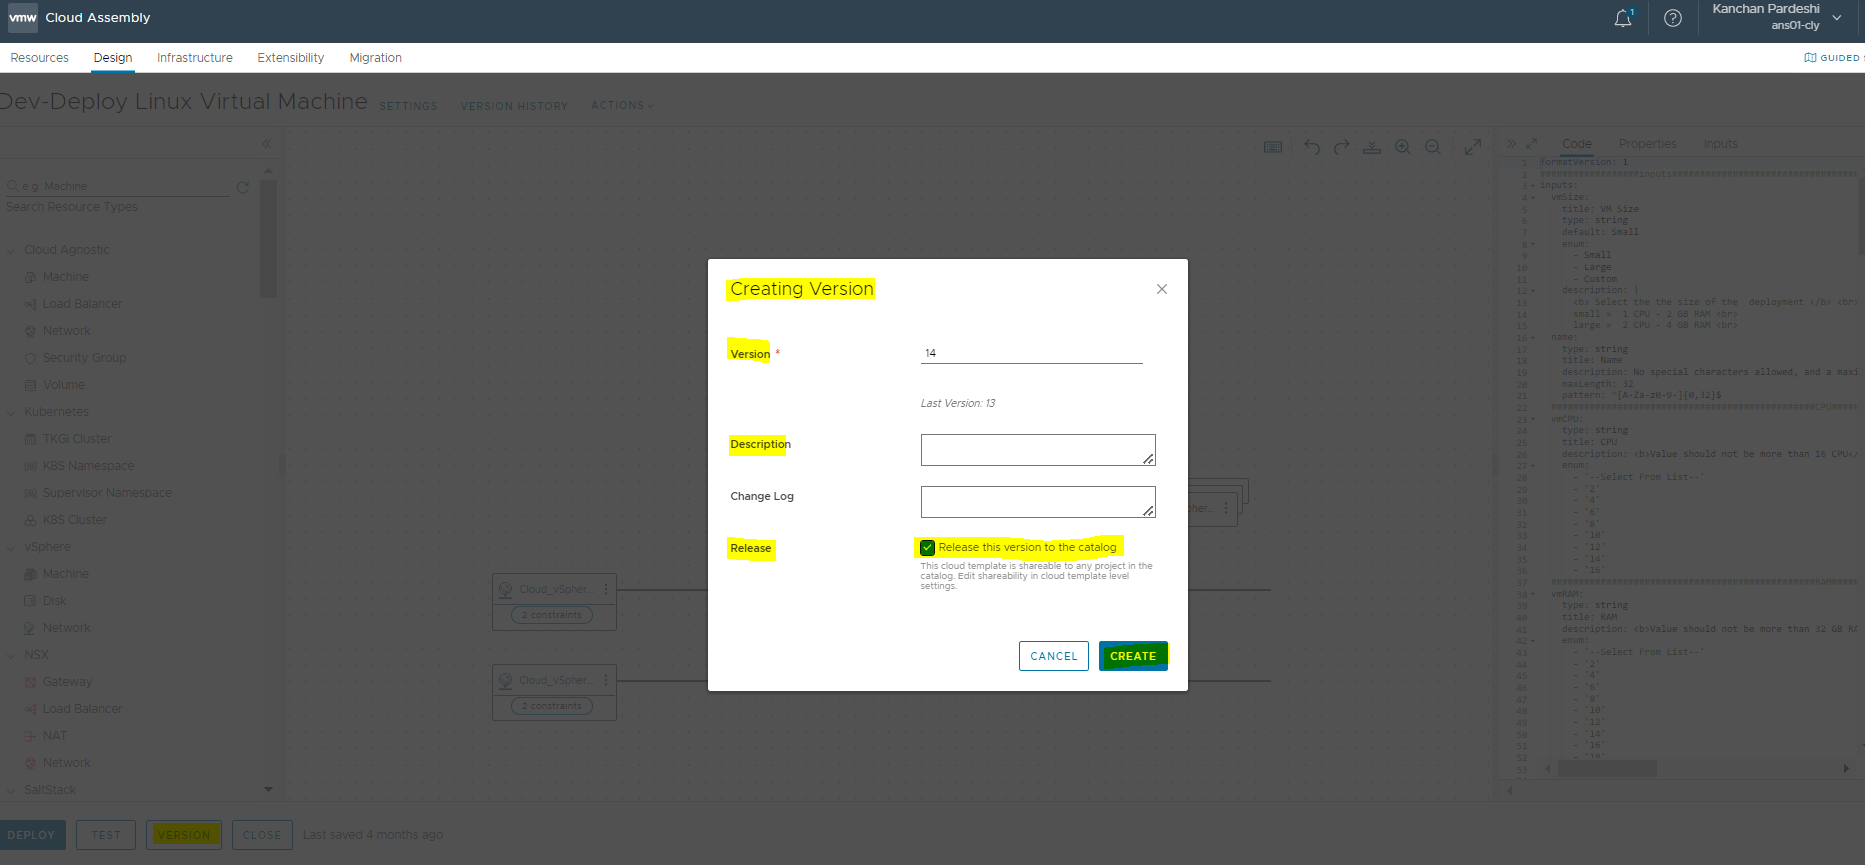 vmw Cloud Assembly
1
Kanchan Pardeshi
ans01-cly
Resources Design Infrastructure Extensibility Migration
GUIDED
Dev-Deploy Linux Virtual Machine SETTINGS VERSION HISTORY ACTIONS
e.g. Machine
Search Resource Types
Cloud Agnostic
Machine
Load Balancer
Network
Security Group
Volume
Kubernetes
TKGI Cluster
K8S Namespace
Supervisor Namespace
K8S Cluster
vSphere
Machine
Disk
Network
NSX
Gateway
Load Balancer
NAT
Network
SaltStack
Cloud_vSpher...
2 constraints
Cloud_vSpher...
2 constraints
pher...
Creating Version
Version *
14
Last Version: 13
Description
Change Log
Release
Release this version to the catalog
This cloud template is shareable to any project in the
catalog. Edit shareability in cloud template level
settings.
CANCEL CREATE
Code Properties Inputs
1 formatVersion: 1
2 ##################inputs##################################
3 inputs:
4 vmSize:
5 title: VM Size
6 type: string
7 default: Small
8 enum:
9 - Small
10 - Large
11 - Custom
12 description: |
13 <b> Select the the size of the deployment </b> <br>
14 small = 1 CPU - 2 GB RAM <br>
15 large = 2 CPU - 4 GB RAM <br>
16 name:
17 type: string
18 title: Name
19 description: No special characters allowed, and a maxi
20 maxLength: 32
21 pattern: ^[A-Za-z0-9-]{0,32}$
22 ################################################CPU#####
23 vmCPU:
24 type: string
25 title: CPU
26 description: <b>Value should not be more than 16 CPU</
27 enum:
28 - '--Select From List--'
29 - '2'
30 - '4'
31 - '6'
32 - '8'
33 - '10'
34 - '12'
35 - '14'
36 - '16'
37 #################################################RAM######
38 vmRAM:
39 type: string
40 title: RAM
41 description: <b>Value should not be more than 32 GB RA
42 enum:
43 - '--Select From List--'
44 - '2'
45 - '4'
46 - '6'
47 - '8'
48 - '10'
49 - '12'
50 - '14'
51 - '16'
52 - '18'
53
DEPLOY TEST VERSION CLOSE Last saved 4 months ago